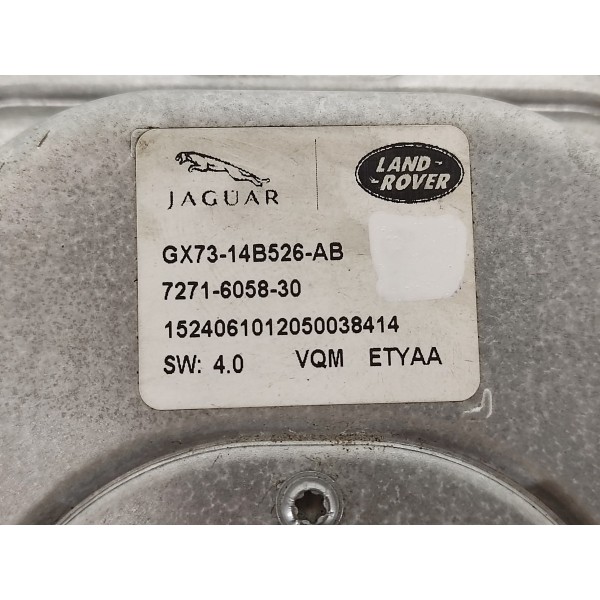 JAGUAR
LAND-
ROVER
GX73-14B526-AB
7271-6058-30
1524061012050038414
SW: 4.0 VQM ETYAA